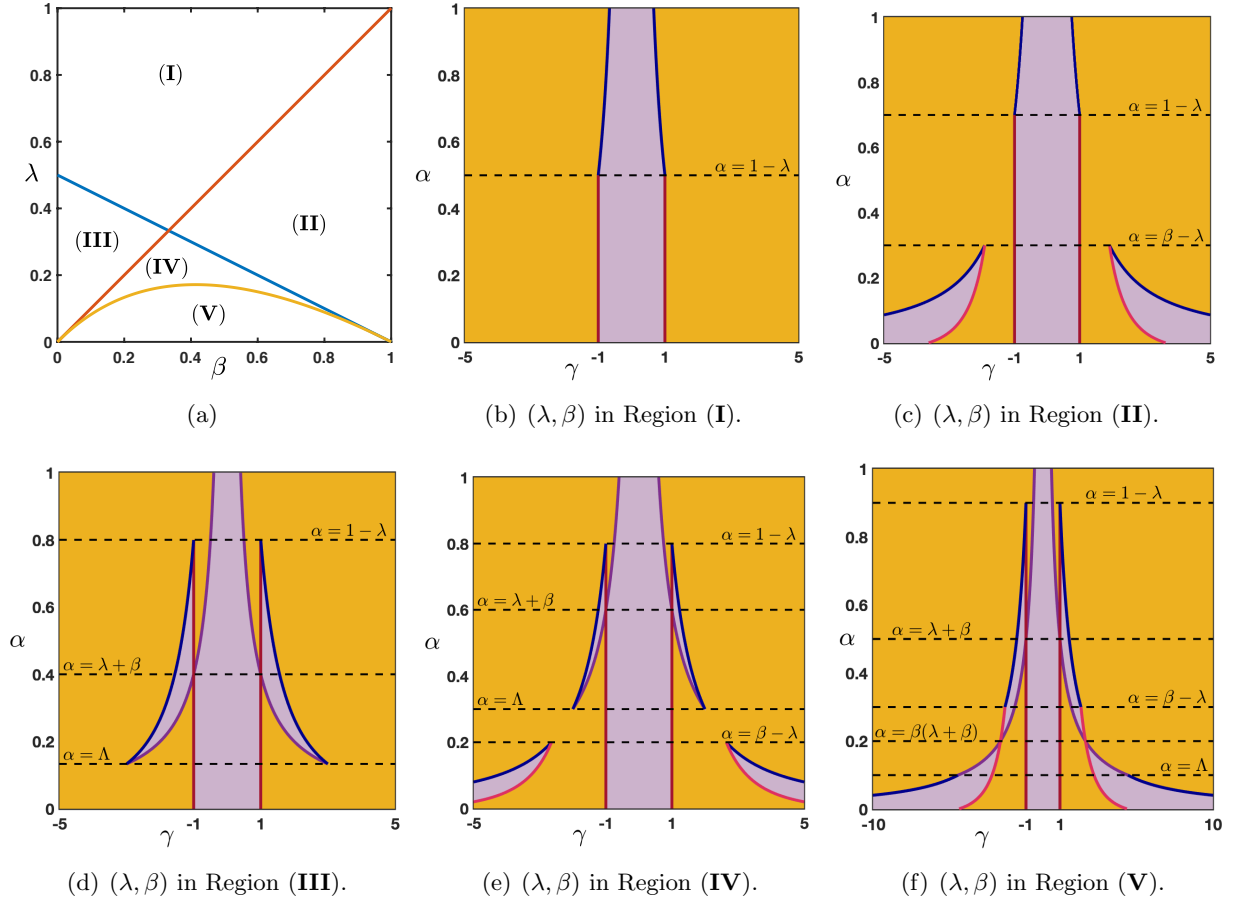 1
0.8
0.6
0.4
0.2
0
λ
(I)
(II)
(III)
(IV)
(V)
0 0.2 0.4 0.6 0.8 1
β
(a)
1
0.8
0.6
0.4
0.2
0
α
α = 1 − λ
-5 -1 1 5
γ
(b) (λ, β) in Region (I).
1
0.8
0.6
0.4
0.2
0
α
α = 1 − λ
α = β − λ
-5 -1 1 5
γ
(c) (λ, β) in Region (II).
1
0.8
0.6
0.4
0.2
0
α
α = 1 − λ
α = λ + β
α = Λ
-5 -1 1 5
γ
(d) (λ, β) in Region (III).
1
0.8
0.6
0.4
0.2
0
α
α = 1 − λ
α = λ + β
α = Λ
α = β − λ
-5 -1 1 5
γ
(e) (λ, β) in Region (IV).
1
0.8
0.6
0.4
0.2
0
α
α = 1 − λ
α = λ + β
α = β − λ
α = β(λ + β)
α = Λ
-10 -1 1 10
γ
(f) (λ, β) in Region (V).